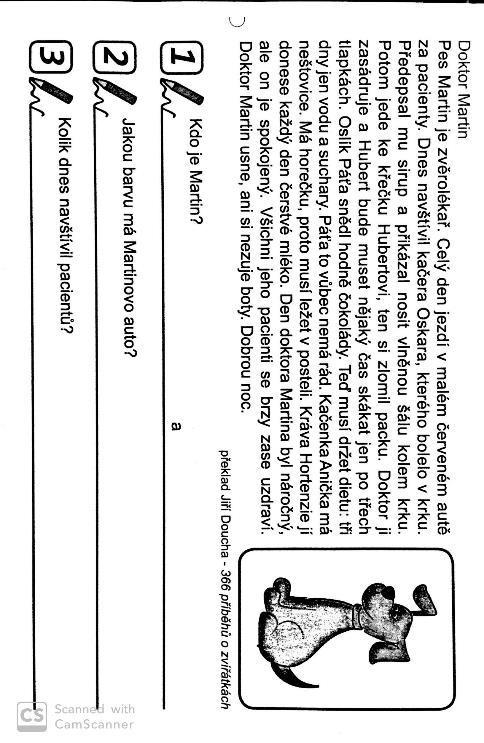 Doktor Martin
Pes Martin je zvěrolékař. Celý den jezdí v malém červeném autě
za pacienty. Dnes navštívil kačera Oskara, kterého bolelo v krku.
Předepsal mu sirup a přikázal nosit vlněnou šálu kolem krku.
Potom jede ke křečku Hubertovi, ten si zlomil packu. Doktor ji
zasádruje a Hubert bude muset nějaký čas skákat jen po třech
tlapkách. Oslík Páťa snědl hodně čokolády. Teď musí držet dietu: tři
dny jen vodu a suchary. Páťa to vůbec nemá rád. Kačenka Anička má
neštovice. Má horečku, proto musí ležet v posteli. Kráva Hortenzie jí
donese každý den čerstvé mléko. Den doktora Martina byl náročný,
ale on je spokojený. Všichni jeho pacienti se brzy zase uzdraví.
Doktor Martin usne, ani si nezuje boty. Dobrou noc.
překlad Jiří Doucha - 366 příběhů o zvířátkách
1 Kdo je Martin?
a
2 Jakou barvu má Martinovo auto?
3 Kolik dnes navštívil pacientů?
CS Scanned with
CamScanner